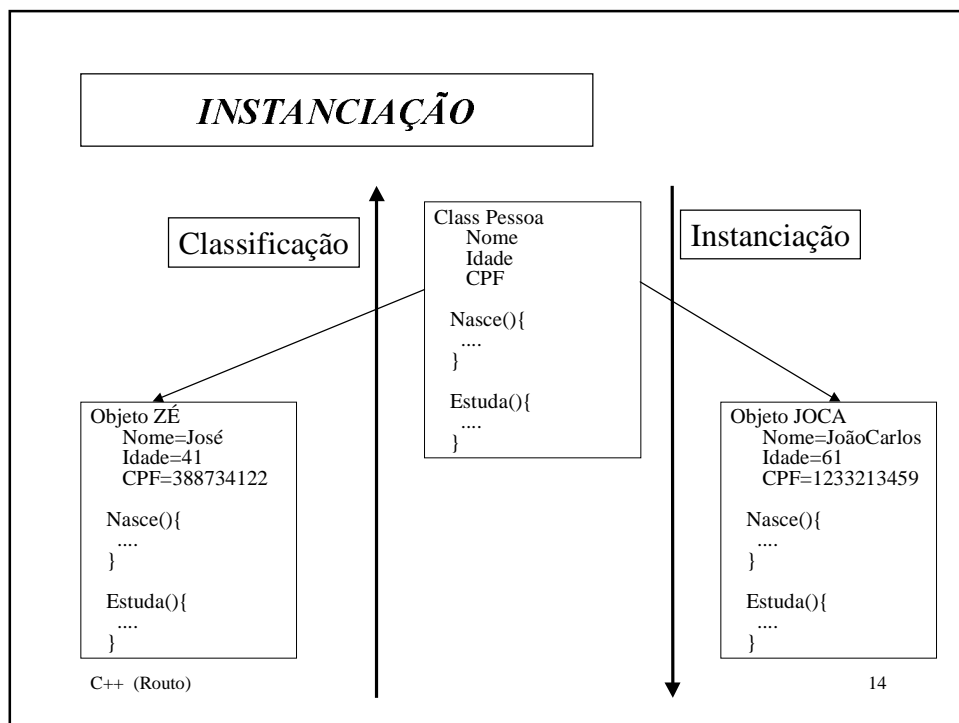 INSTANCIAÇÃO
Classificação
Class Pessoa
Nome
Idade
CPF
Nasce(){
....
}
Estuda(){
....
}
Instanciação
Objeto ZÉ
Nome=José
Idade=41
CPF=388734122
Nasce(){
....
}
Estuda(){
....
}
Objeto JOCA
Nome=JoãoCarlos
Idade=61
CPF=1233213459
Nasce(){
....
}
Estuda(){
....
}
C++ (Routo)
14